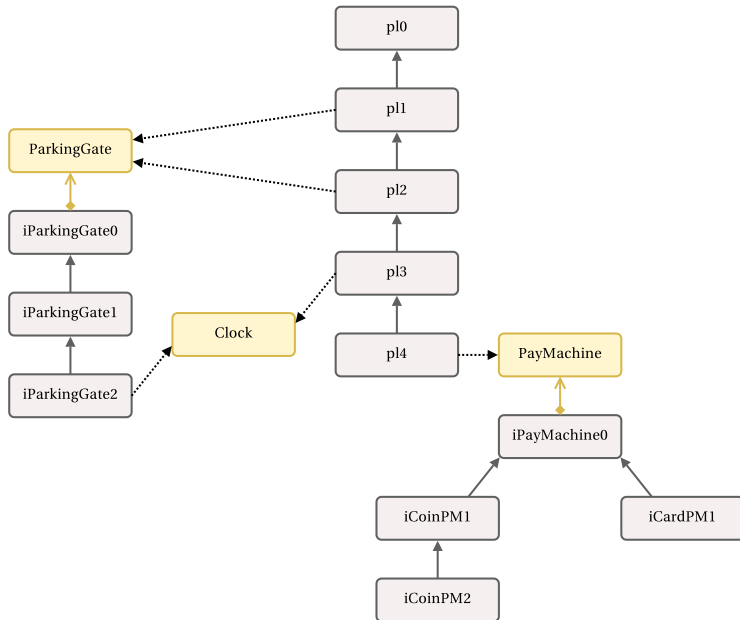 pl0
pl1
ParkingGate
pl2
iParkingGate0
pl3
iParkingGate1
Clock
pl4
PayMachine
iParkingGate2
iPayMachine0
iCoinPM1
iCardPM1
iCoinPM2